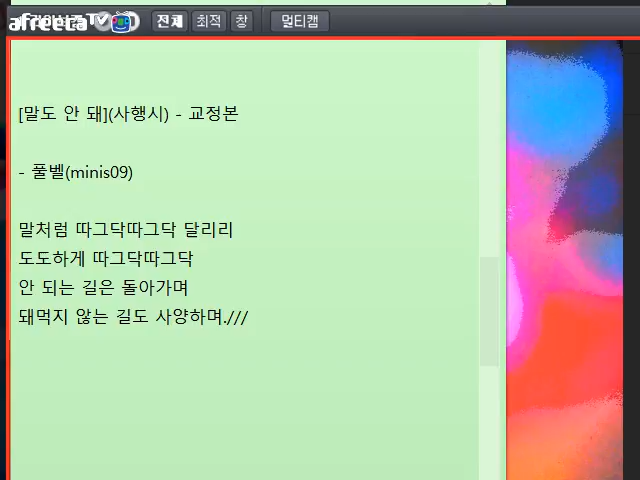 afreeca TV
전체 최적 창 멀티캠
[말도 안 돼](사행시) - 교정본
- 풀벨(minis09)
말처럼 따그닥따그닥 달리리
도도하게 따그닥따그닥
안 되는 길은 돌아가며
돼먹지 않는 길도 사양하며.///